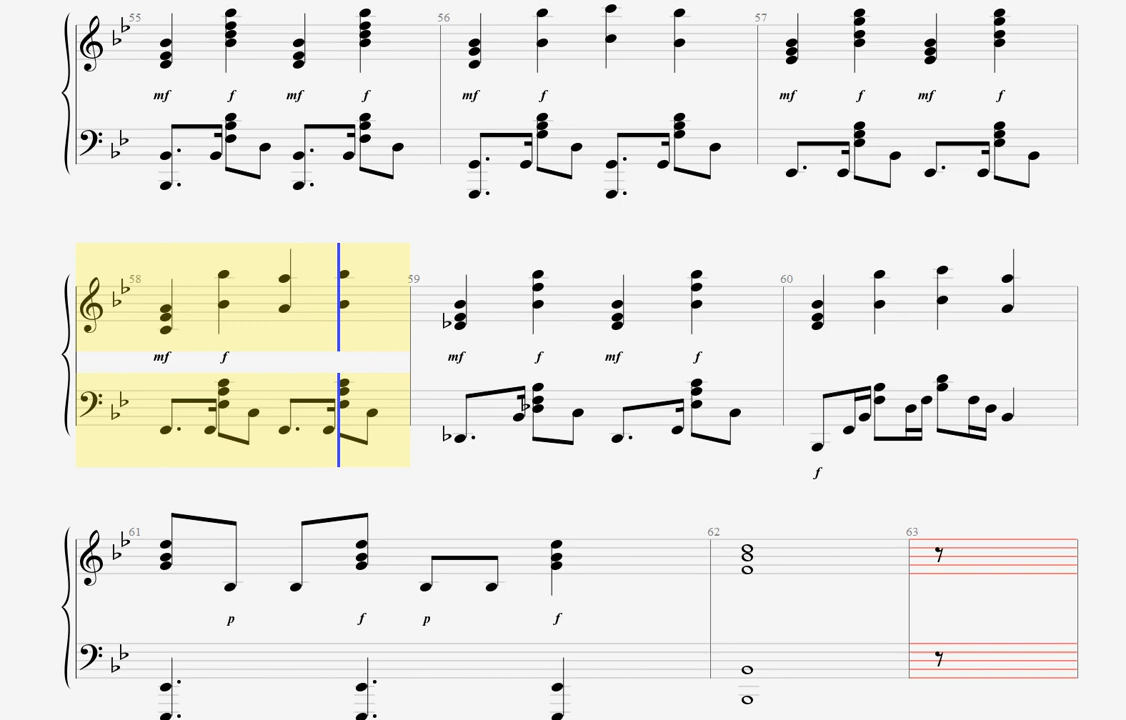 55 56 57
mf f mf f mf f mf f mf f
58 59 60
mf f mf f mf f
f
61 62 63
p f p f